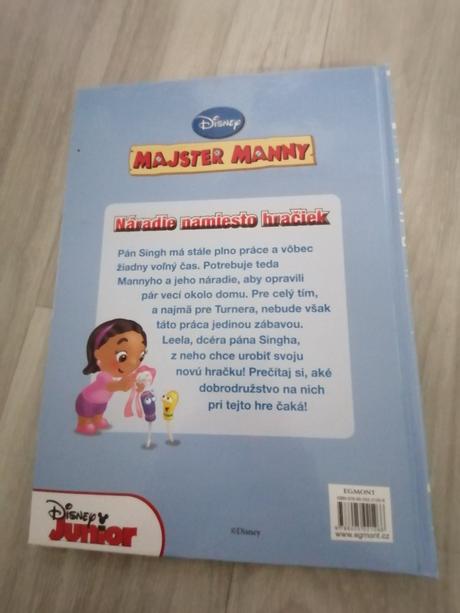 Disney
MAJSTER MANNY
Náradie namiesto hračiek
Pán Singh má stále plno práce a vôbec
žiadny voľný čas. Potrebuje teda
Mannyho a jeho náradie, aby opravili
pár vecí okolo domu. Pre celý tím,
a najmä pre Turnera, nebude však
táto práca jedinou zábavou.
Leela, dcéra pána Singha,
z neho chce urobiť svoju
novú hračku! Prečítaj si, aké
dobrodružstvo na nich
pri tejto hre čaká!
EGMONT
www.egmont.cz
Disney
Junior
©Disney